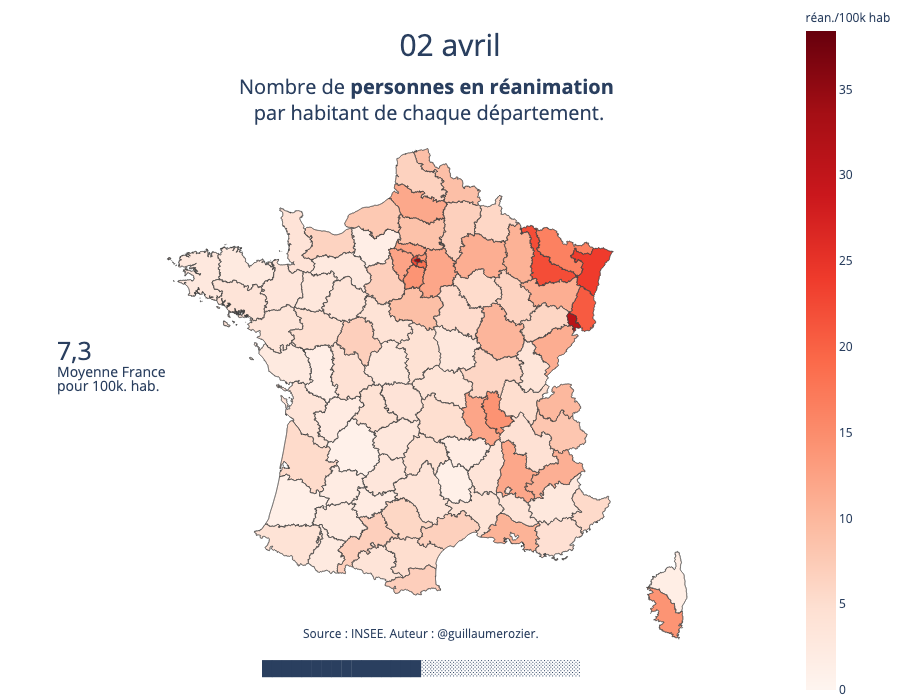 02 avril
Nombre de personnes en réanimation
par habitant de chaque département.
7,3
Moyenne France
pour 100k. hab.
réan./100k hab
35
30
25
20
15
10
5
0
Source : INSEE. Auteur : @guillaumerozier.